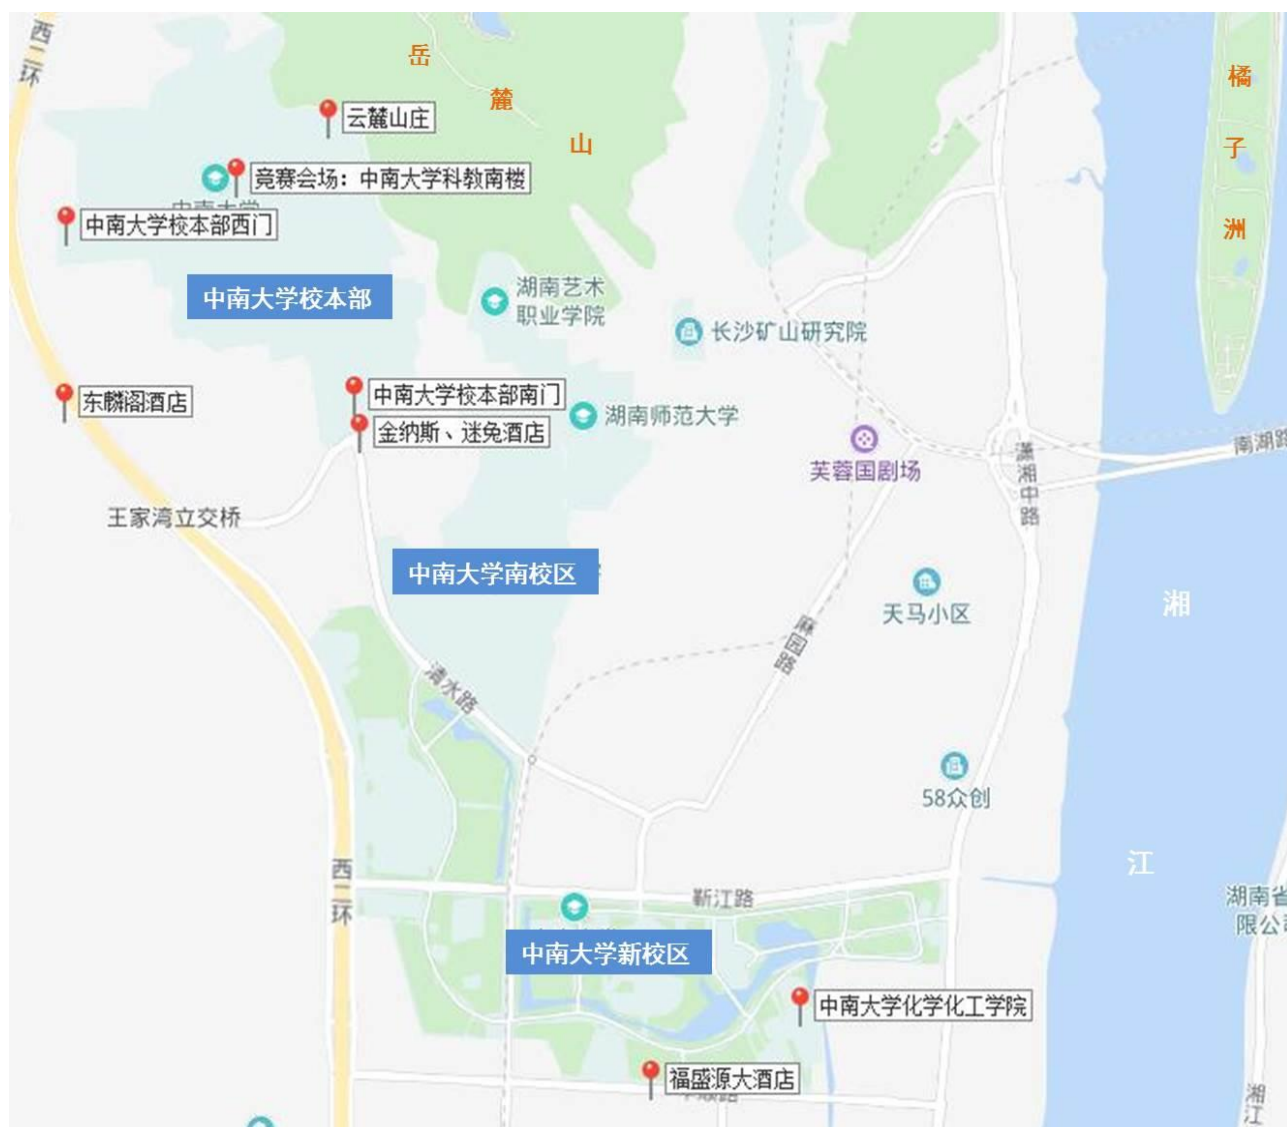 西二环
岳麓山
橘子洲
云麓山庄
竞赛会场：中南大学科教南楼
中南大学
中南大学校本部西门
中南大学校本部
湖南艺术
职业学院
长沙矿山研究院
东麟阁酒店
中南大学校本部南门
金纳斯、迷兔酒店
湖南师范大学
芙蓉国剧场
潇湘中路
南湖路
王家湾立交桥
中南大学南校区
天马小区
湘江
麻园路
清水路
58众创
西二环
靳江路
湖南省
限公司
中南大学新校区
中南大学化学化工学院
福盛源大酒店
湘江